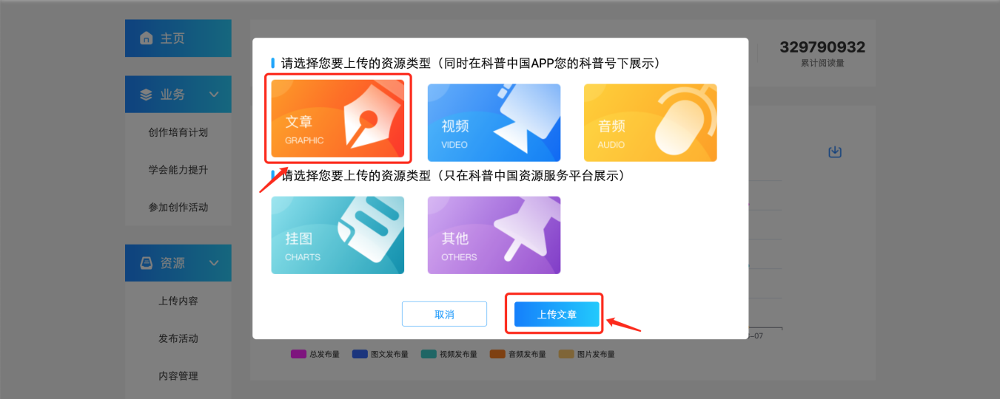 主页
业务
创作培育计划
学会能力提升
参加创作活动
资源
上传内容
发布活动
内容管理
329790932
累计阅读量
请选择您要上传的资源类型（同时在科普中国APP您的科普号下展示）
文章
GRAPHIC
视频
VIDEO
音频
AUDIO
请选择您要上传的资源类型（只在科普中国资源服务平台展示）
挂图
CHARTS
其他
OTHERS
取消
上传文章
-07
总发布量 图文发布量 视频发布量 音频发布量 图片发布量